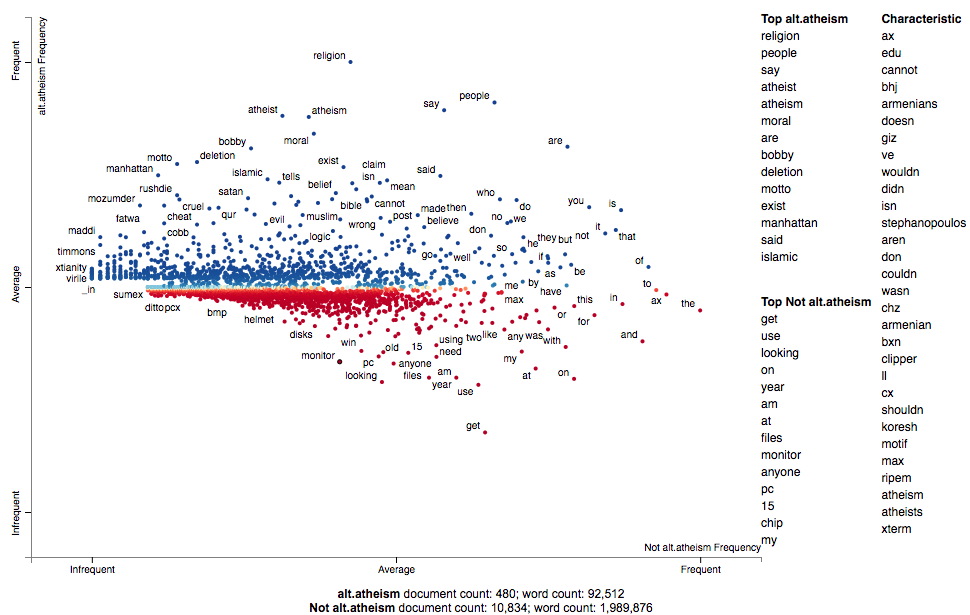 Frequent
alt.atheism Frequency
Average
Infrequent
religion
people
say
atheist
atheism
are
moral
bobby
motto
deletion
manhattan
exist
claim
said
islamic
tells
isn
mean
rushdie
satan
belief
who
mozumder
cruel
bible
cannot
do
you
is
fatwa
cheat
qur
evil
muslim
post
made
then
no
we
maddi
cobb
logic
wrong
believe
don
it
that
timmons
go
well
so
he
they
but
not
of
xtianity
if
as
be
virile
to
_in
sumex
me
by
have
dittopcx
bmp
max
this
in
ax
the
helmet
or
for
disks
win
old
15
using
two
like
any
was
with
and
monitor
pc
anyone
need
my
looking
files
am
year
use
at
on
get
Not alt.atheism Frequency
Infrequent
Average
Frequent
alt.atheism document count: 480; word count: 92,512
Not alt.atheism document count: 10,834; word count: 1,989,876
Top alt.atheism
religion
people
say
atheist
atheism
moral
are
bobby
deletion
motto
exist
manhattan
said
islamic
Top Not alt.atheism
get
use
looking
on
year
am
at
files
monitor
anyone
pc
15
chip
my
Characteristic
ax
edu
cannot
bhj
armenians
doesn
giz
ve
wouldn
didn
isn
stephanopoulos
aren
don
couldn
wasn
chz
armenian
bxn
clipper
ll
cx
shouldn
koresh
motif
max
ripem
atheism
atheists
xterm